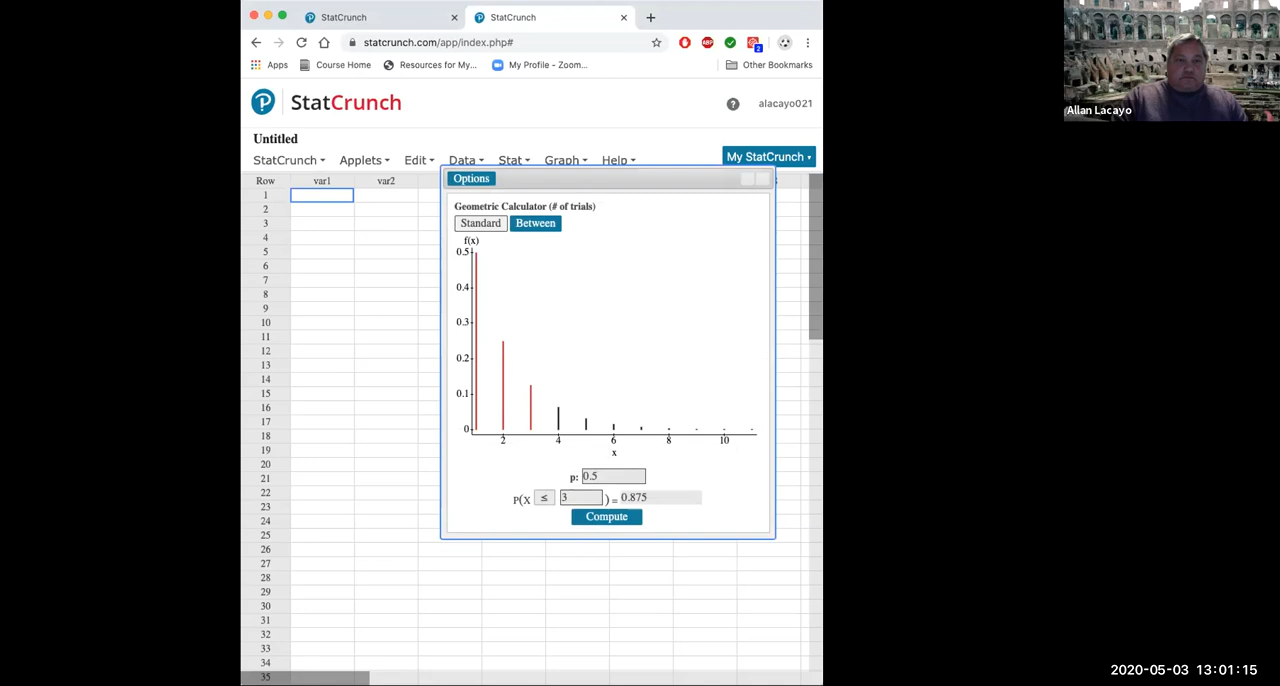 StatCrunch
StatCrunch
statcrunch.com/app/index.php#
ABP
2
Apps
Course Home
Resources for My...
My Profile - Zoom...
Other Bookmarks
StatCrunch
alacayo021
Untitled
StatCrunch
Applets
Edit
Data
Stat
Graph
Help
My StatCrunch
Row
var1
var2
1
2
3
4
5
6
7
8
9
10
11
12
13
14
15
16
17
18
19
20
21
22
23
24
25
26
27
28
29
30
31
32
33
34
35
Options
Geometric Calculator (# of trials)
Standard
Between
f(x)
0.5
0.4
0.3
0.2
0.1
0
2
4
6
8
10
x
p: 0.5
P(X ≤ 3 ) = 0.875
Compute
Allan Lacayo
2020-05-03 13:01:15